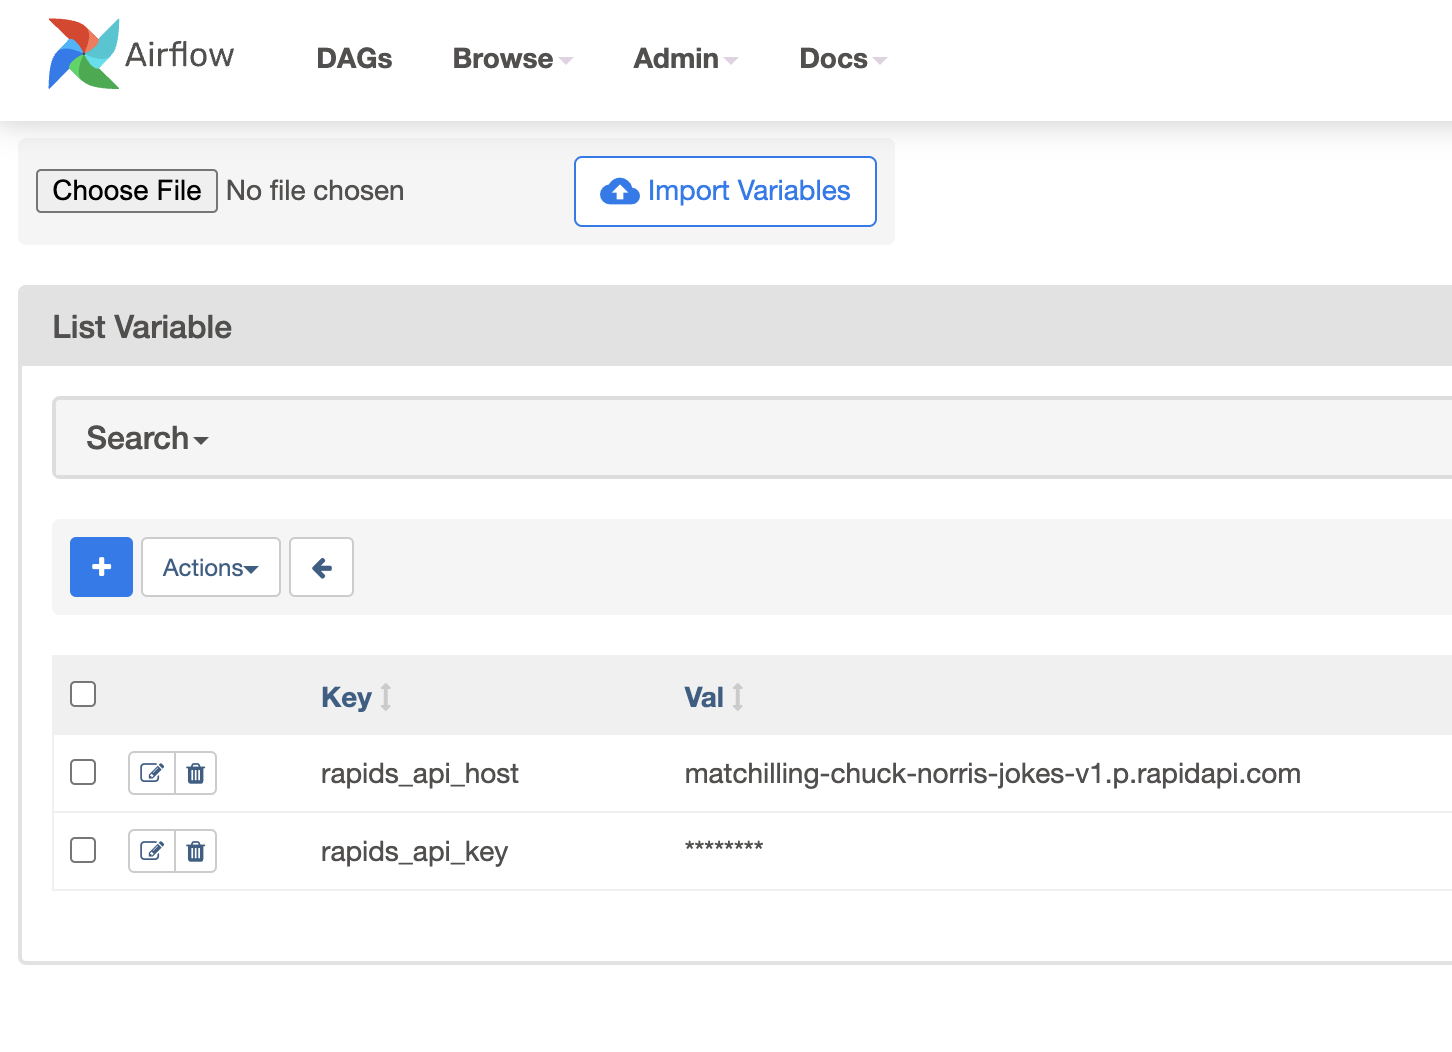 Airflow DAGs Browse Admin Docs
Choose File No file chosen Import Variables
List Variable
Search
+ Actions
Key Val
rapids_api_host matchilling-chuck-norris-jokes-v1.p.rapidapi.com
rapids_api_key ********